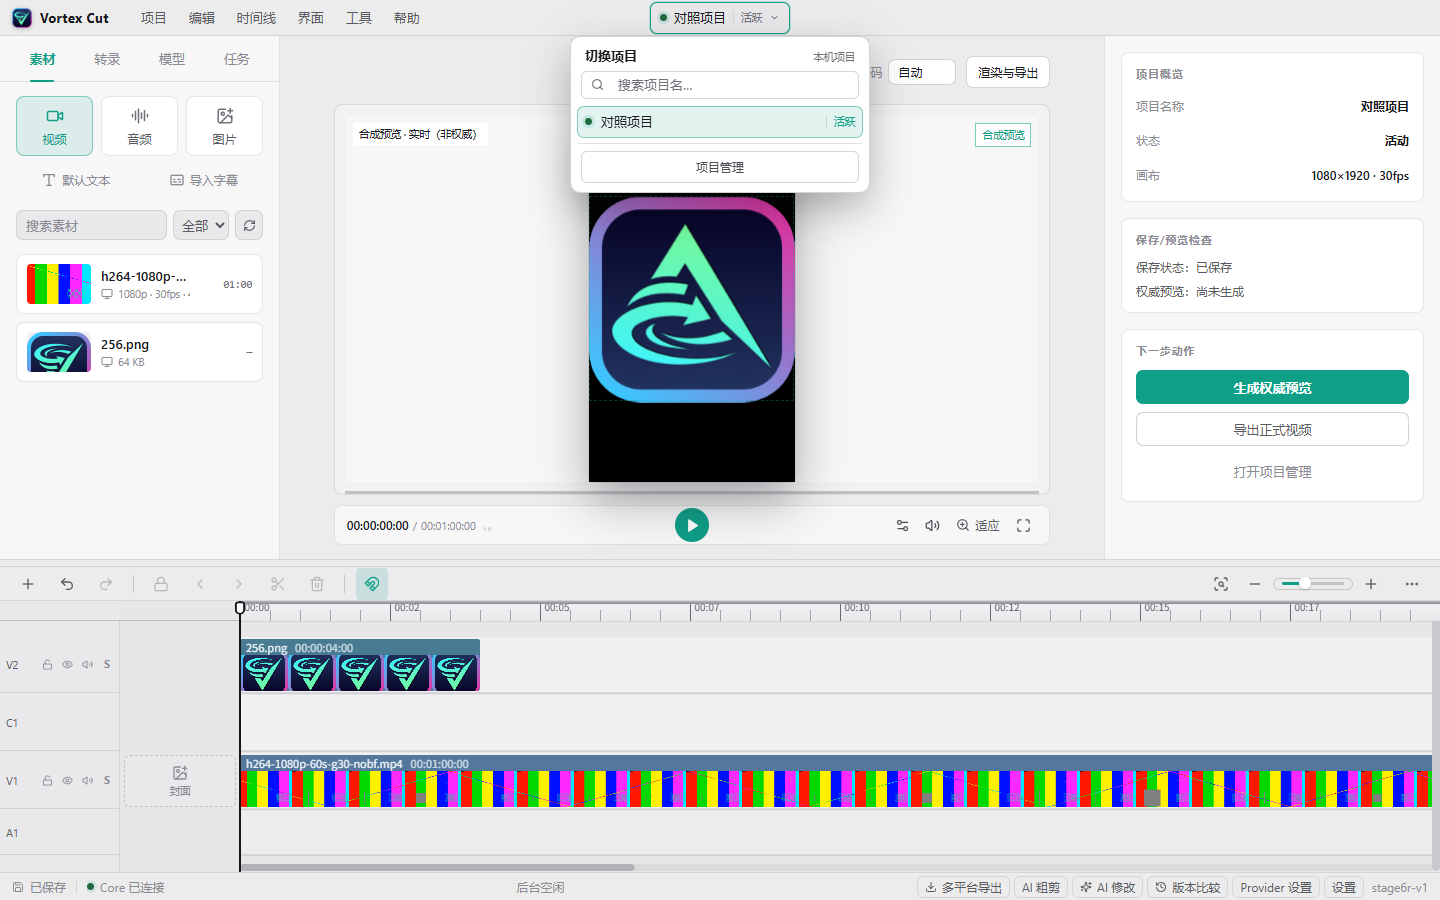 Vortex Cut 项目 编辑 时间线 界面 工具 帮助
对照项目 活跃
素材 转录 模型 任务
视频 音频 图片
默认文本 导入字幕
搜索素材 全部
h264-1080p-...
1080p · 30fps ·
01:00
256.png
64 KB
–
切换项目 本机项目
搜索项目名...
对照项目 活跃
项目管理
码 自动 渲染与导出
合成预览 · 实时（非权威）
合成预览
00:00:00:00 / 00:01:00:00
适应
项目概览
项目名称 对照项目
状态 活动
画布 1080×1920 · 30fps
保存/预览检查
保存状态：已保存
权威预览：尚未生成
下一步动作
生成权威预览
导出正式视频
打开项目管理
00:00 00:02 00:05 00:07 00:10 00:12 00:15 00:17
V2 S
256.png 00:00:04:00
C1
V1 S
封面
h264-1080p-60s-g30-nobf.mp4 00:01:00:00
A1
已保存 Core 已连接 后台空闲 多平台导出 AI 粗剪 AI 修改 版本比较 Provider 设置 设置 stage6r-v1